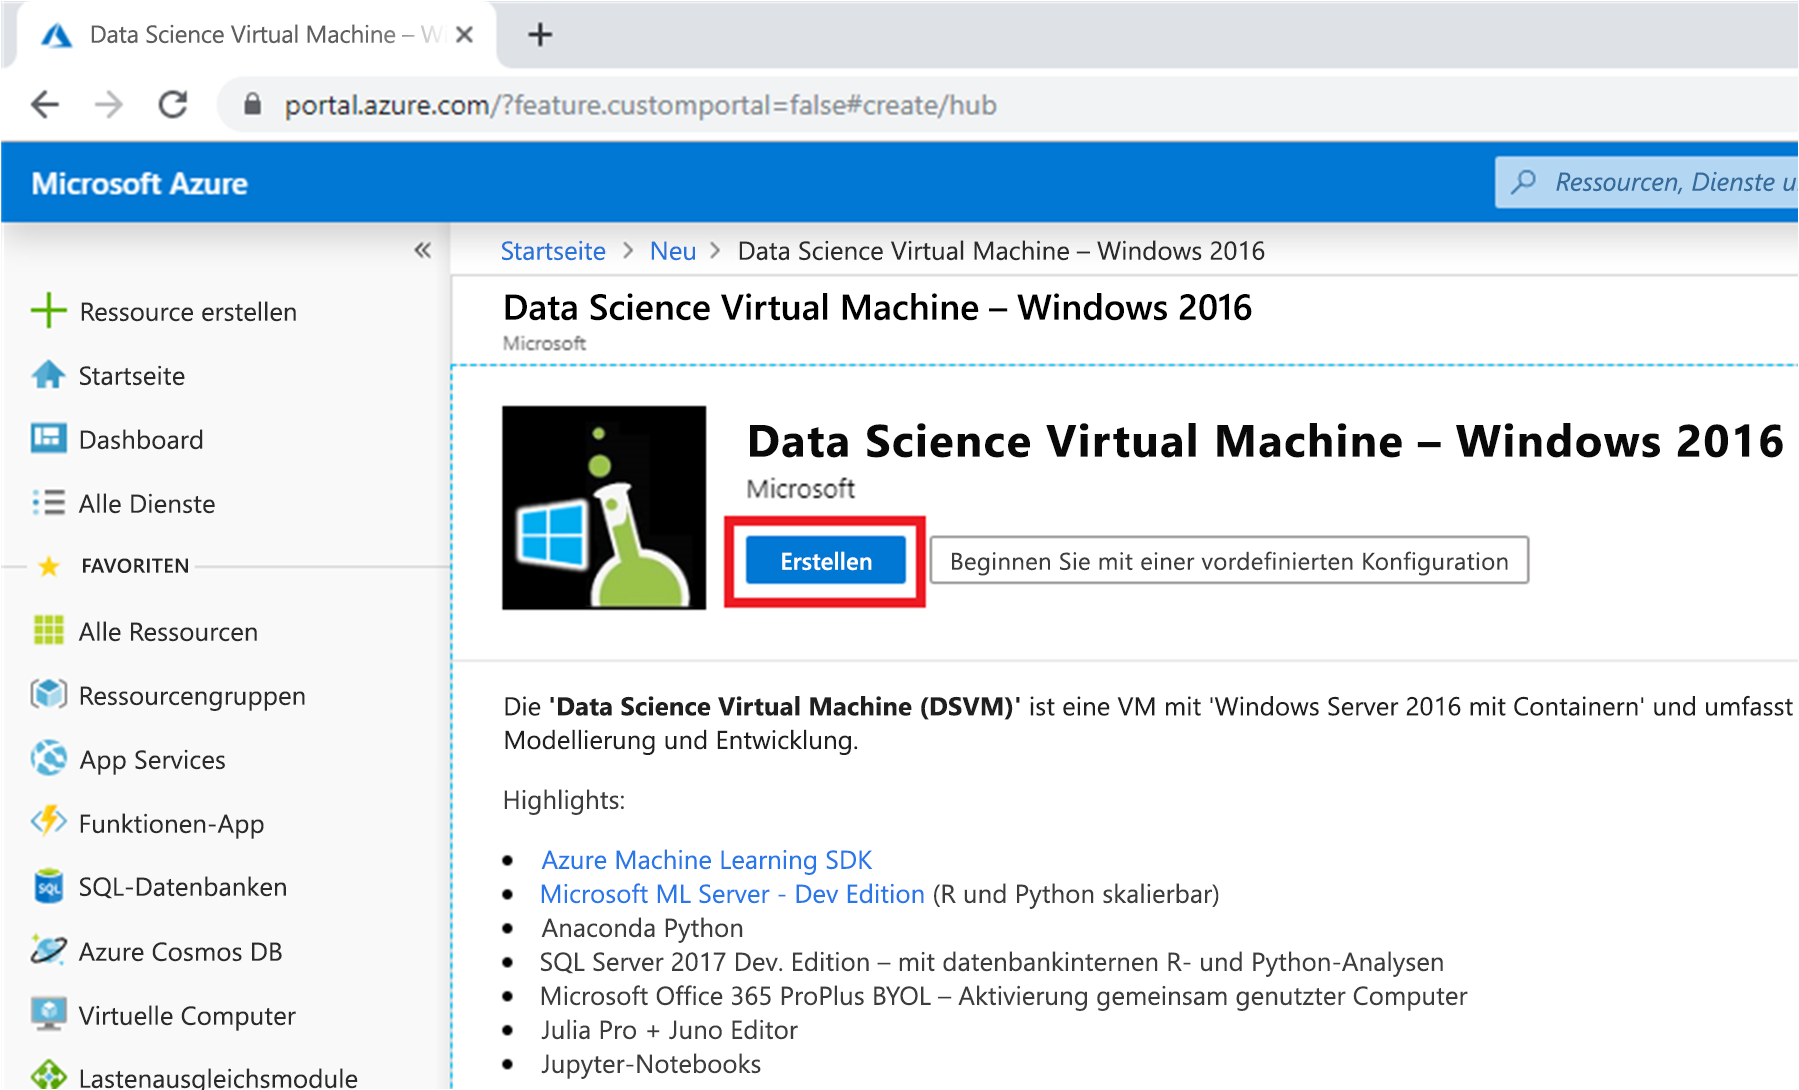 Data Science Virtual Machine – W
portal.azure.com/?feature.customportal=false#create/hub
Microsoft Azure
Ressourcen, Dienste u
Startseite > Neu > Data Science Virtual Machine – Windows 2016
Data Science Virtual Machine – Windows 2016
Microsoft
Ressource erstellen
Startseite
Dashboard
Alle Dienste
FAVORITEN
Alle Ressourcen
Ressourcengruppen
App Services
Funktionen-App
SQL
SQL-Datenbanken
Azure Cosmos DB
Virtuelle Computer
Lastenausgleichsmodule
Data Science Virtual Machine – Windows 2016
Microsoft
Erstellen
Beginnen Sie mit einer vordefinierten Konfiguration
Die 'Data Science Virtual Machine (DSVM)' ist eine VM mit 'Windows Server 2016 mit Containern' und umfasst
Modellierung und Entwicklung.
Highlights:
• Azure Machine Learning SDK
• Microsoft ML Server - Dev Edition (R und Python skalierbar)
• Anaconda Python
• SQL Server 2017 Dev. Edition – mit datenbankinternen R- und Python-Analysen
• Microsoft Office 365 ProPlus BYOL – Aktivierung gemeinsam genutzter Computer
• Julia Pro + Juno Editor
• Jupyter-Notebooks